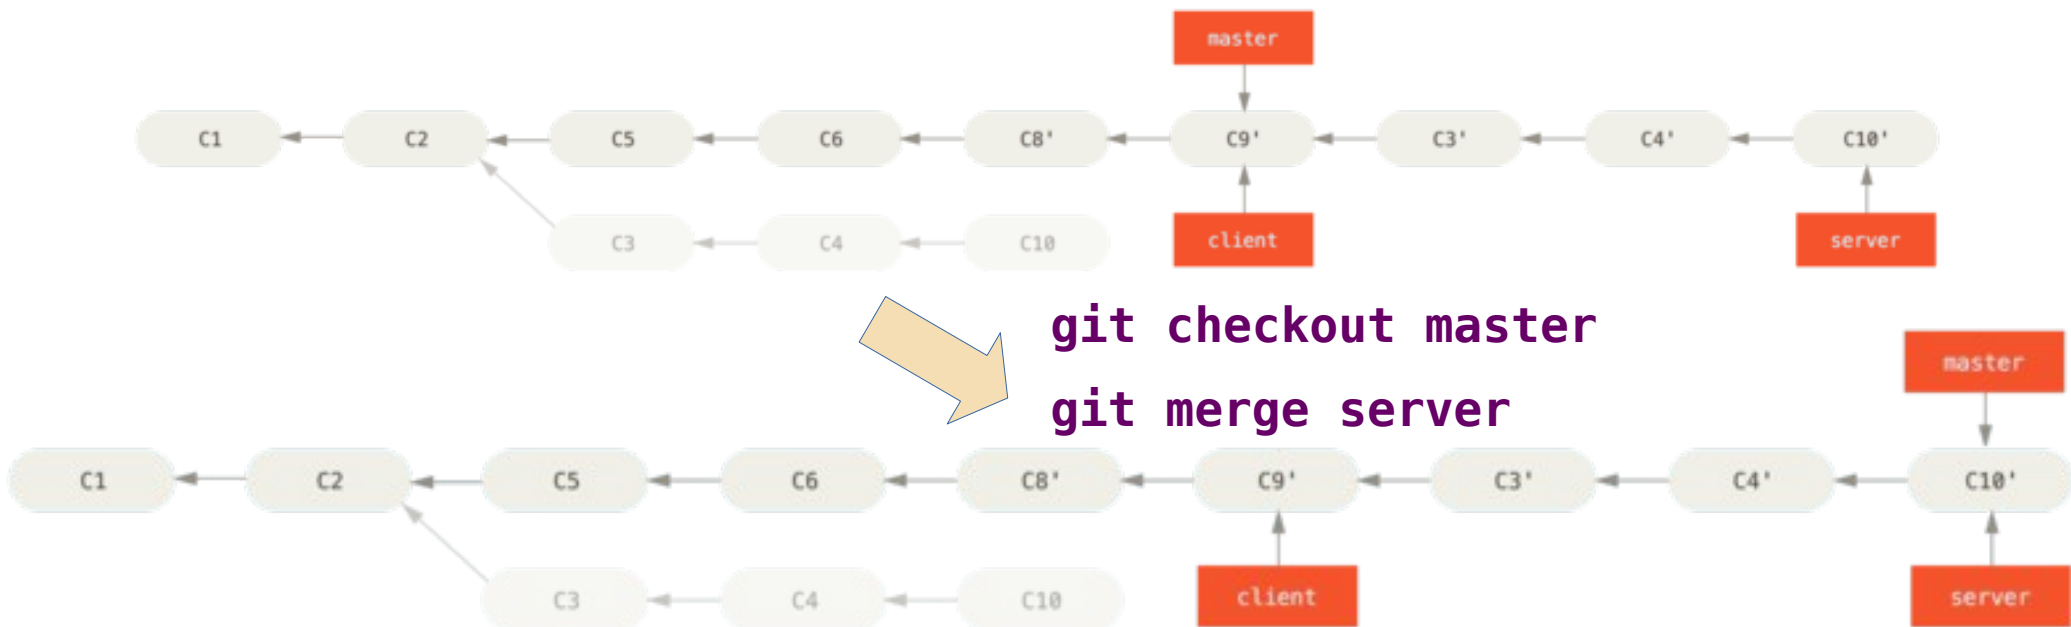 master
C1 C2 C5 C6 C8' C9' C3' C4' C10'
C3 C4 C10 client server
git checkout master
master
git merge server
C1 C2 C5 C6 C8' C9' C3' C4' C10'
C3 C4 C10 client server